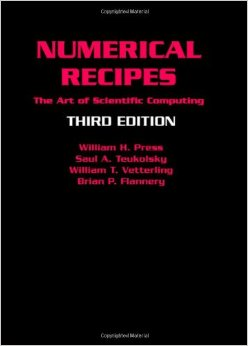 NUMERICAL
RECIPES
The Art of Scientific Computing
THIRD EDITION
William H. Press
Saul A. Teukolsky
William T. Vetterling
Brian P. Flannery